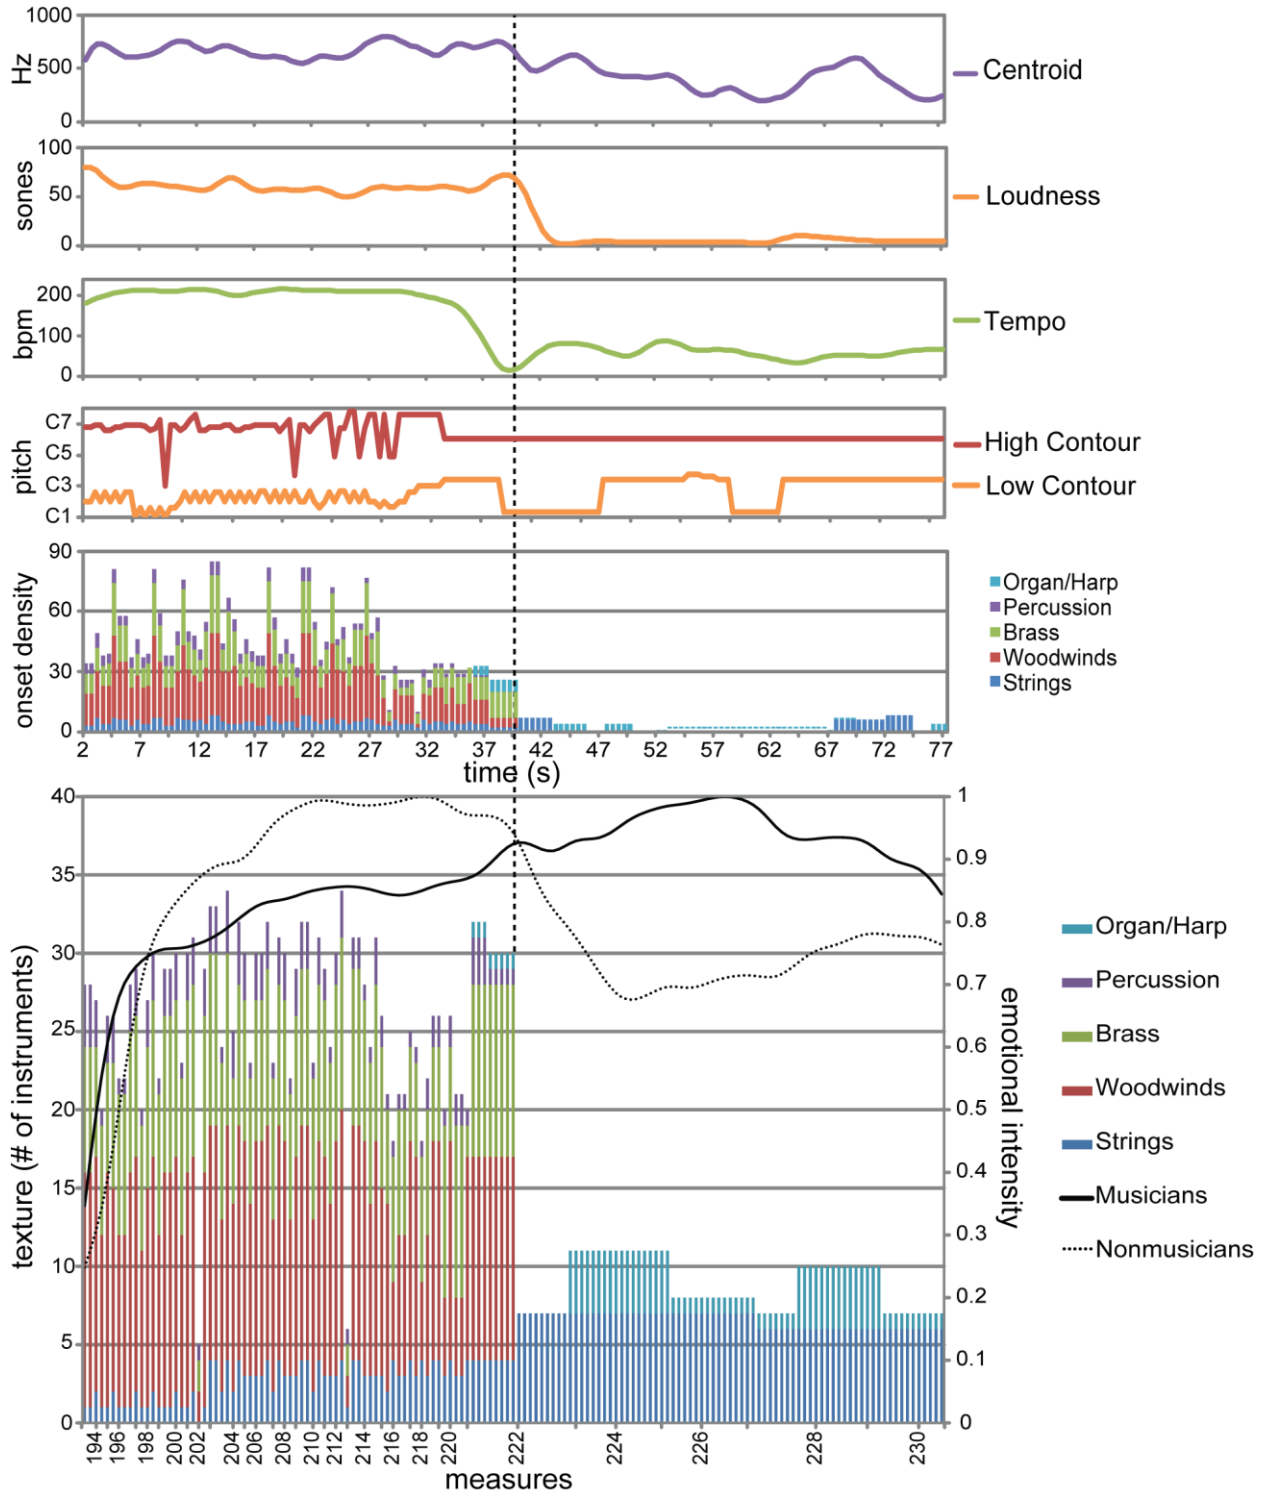 1000
500
0
Hz
Centroid
100
50
0
sones
Loudness
200
100
0
bpm
Tempo
C7
C5
C3
C1
pitch
High Contour
Low Contour
90
60
30
0
onset density
Organ/Harp
Percussion
Brass
Woodwinds
Strings
2 7 12 17 22 27 32 37 42 47 52 57 62 67 72 77
time (s)
40
35
30
25
20
15
10
5
0
texture (# of instruments)
1
0.9
0.8
0.7
0.6
0.5
0.4
0.3
0.2
0.1
0
emotional intensity
Organ/Harp
Percussion
Brass
Woodwinds
Strings
Musicians
Nonmusicians
194 196 198 200 202 204 206 208 210 212 214 216 218 220 222 224 226 228 230
measures